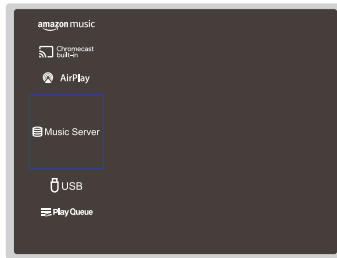 amazon music
Chromecast
built-in
AirPlay
Music Server
USB
Play Queue